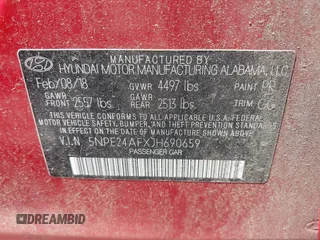 MANUFACTURED BY
HYUNDAI MOTOR MANUFACTURING ALABAMA, LLC
Feb/08/18 GVWR 4497 lbs PAINT PR
GAWR FRONT 2557 lbs GAWR REAR 2513 lbs TRIM
THIS VEHICLE CONFORMS TO ALL APPLICABLE U.S. FEDERAL
MOTOR VEHICLE SAFETY, BUMPER, AND THEFT PREVENTION
STANDARDS IN EFFECT ON THE DATE OF MANUFACTURE SHOWN ABOVE.
V.I.N 5NPE24AFXJH690659
PASSENGER CAR
DREAMBID